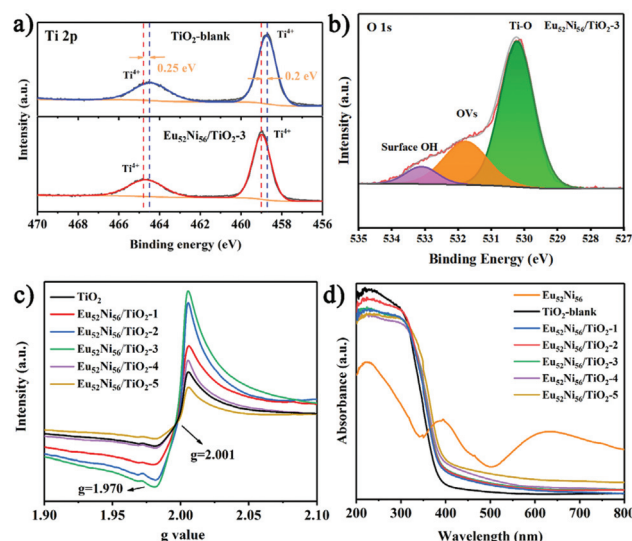 a)
Ti 2p
TiO₂-blank
Ti⁴⁺
Ti⁴⁺
0.25 eV
0.2 eV
Eu₅₂Ni₅₆/TiO₂-3
Ti⁴⁺
Ti⁴⁺
Intensity (a.u.)
470 468 466 464 462 460 458 456
Binding energy (eV)
b)
O 1s
Ti-O
Eu₅₂Ni₅₆/TiO₂-3
OVs
Surface OH
Intensity (a.u.)
535 534 533 532 531 530 529 528 527
Binding energy (eV)
c)
TiO₂
Eu₅₂Ni₅₆/TiO₂-1
Eu₅₂Ni₅₆/TiO₂-2
Eu₅₂Ni₅₆/TiO₂-3
Eu₅₂Ni₅₆/TiO₂-4
Eu₅₂Ni₅₆/TiO₂-5
g=2.001
g=1.970
Intensity (a.u.)
1.90 1.95 2.00 2.05 2.10
g value
d)
Eu₅₂Ni₅₆
TiO₂-blank
Eu₅₂Ni₅₆/TiO₂-1
Eu₅₂Ni₅₆/TiO₂-2
Eu₅₂Ni₅₆/TiO₂-3
Eu₅₂Ni₅₆/TiO₂-4
Eu₅₂Ni₅₆/TiO₂-5
Absorbance (a.u.)
200 300 400 500 600 700 800
Wavelength (nm)